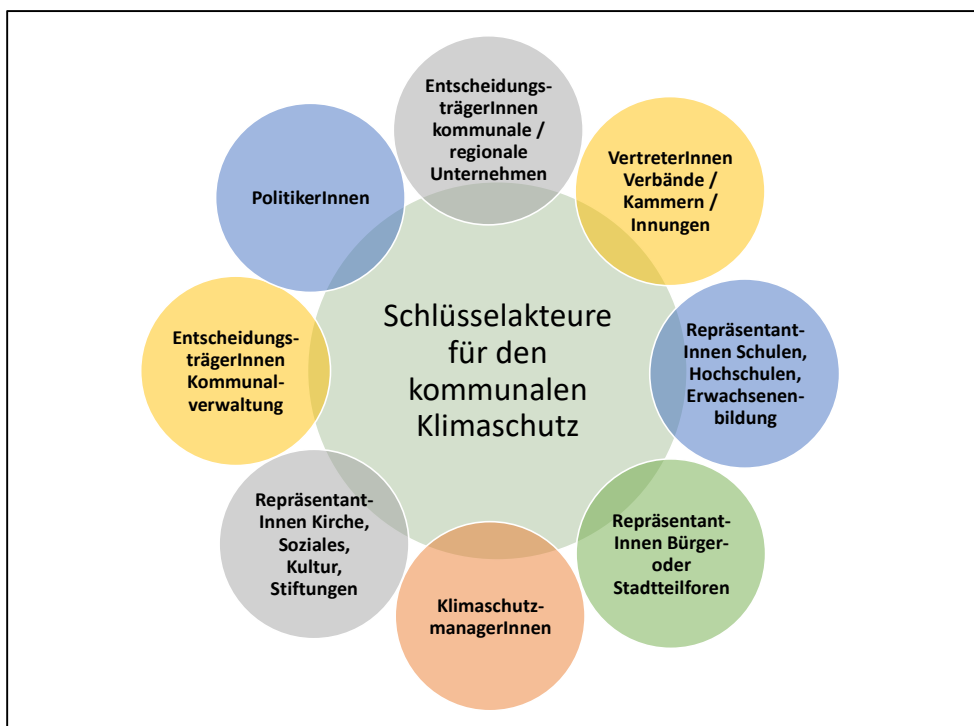 Entscheidungs-
trägerInnen
kommunale /
regionale
Unternehmen
VertreterInnen
Verbände /
Kammern /
Innungen
PolitikerInnen
Schlüsselakteure
für den
kommunalen
Klimaschutz
Repräsentant-
Innen Schulen,
Hochschulen,
Erwachsenen-
bildung
Entscheidungs-
trägerInnen
Kommunal-
verwaltung
Repräsentant-
Innen Bürger-
oder
Stadtteilforen
Repräsentant-
Innen Kirche,
Soziales,
Kultur,
Stiftungen
Klimaschutz-
managerInnen